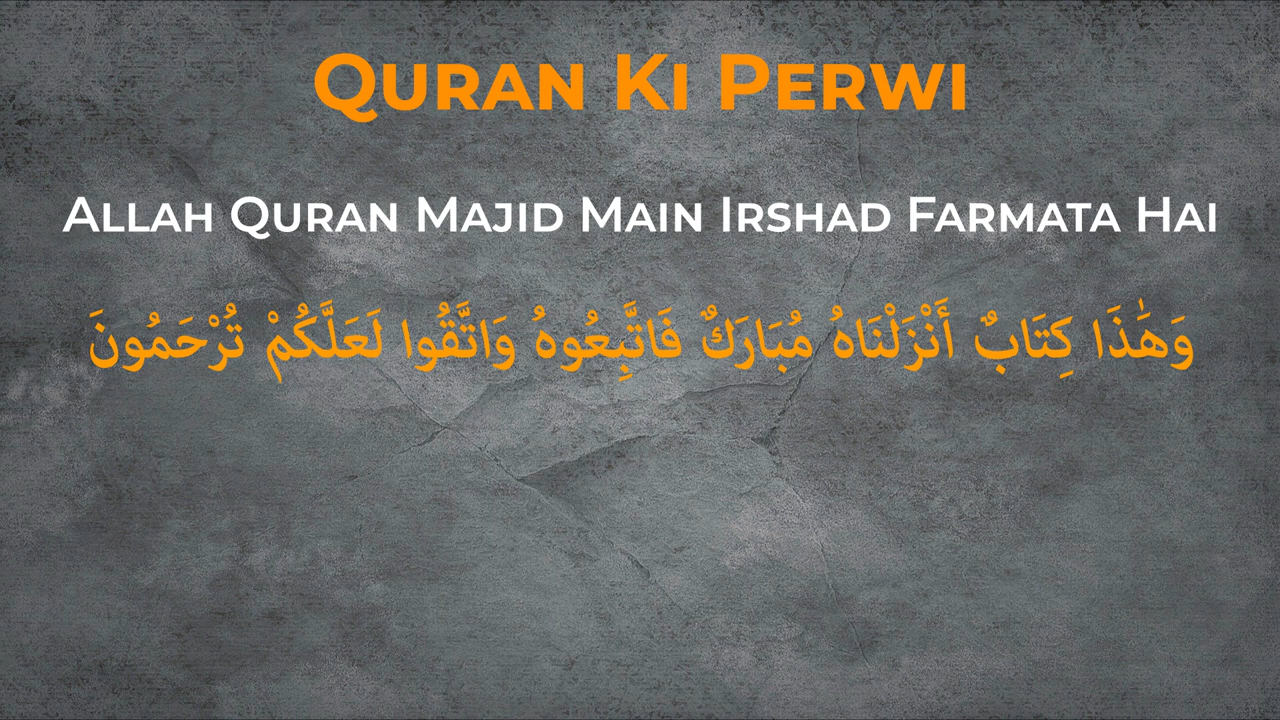 Quran Ki Perwi
Allah Quran Majid Main Irshad Farmata Hai
وَهَٰذَا كِتَابٌ أَنْزَلْنَاهُ مُبَارَكٌ فَاتَّبِعُوهُ وَاتَّقُوا لَعَلَّكُمْ تُرْحَمُونَ